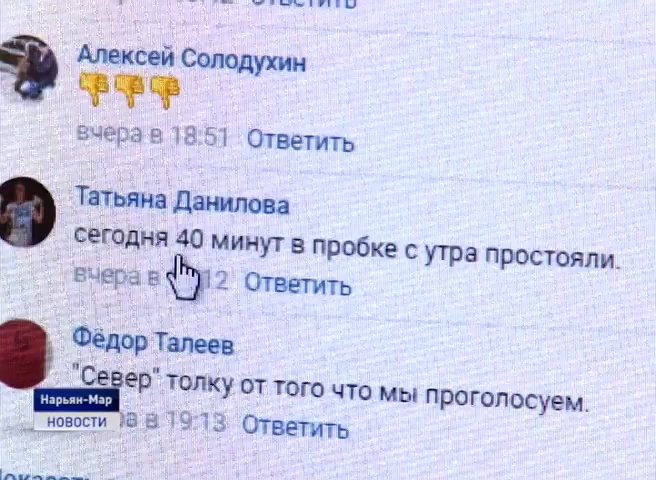 Ответить
Алексей Солодухин
вчера в 18:51 Ответить
Татьяна Данилова
сегодня 40 минут в пробке с утра простояли.
вчера в 12 Ответить
Фёдор Талеев
"Север" толку от того что мы проголосуем.
в 19:13 Ответить
Нарьян-Мар
НОВОСТИ